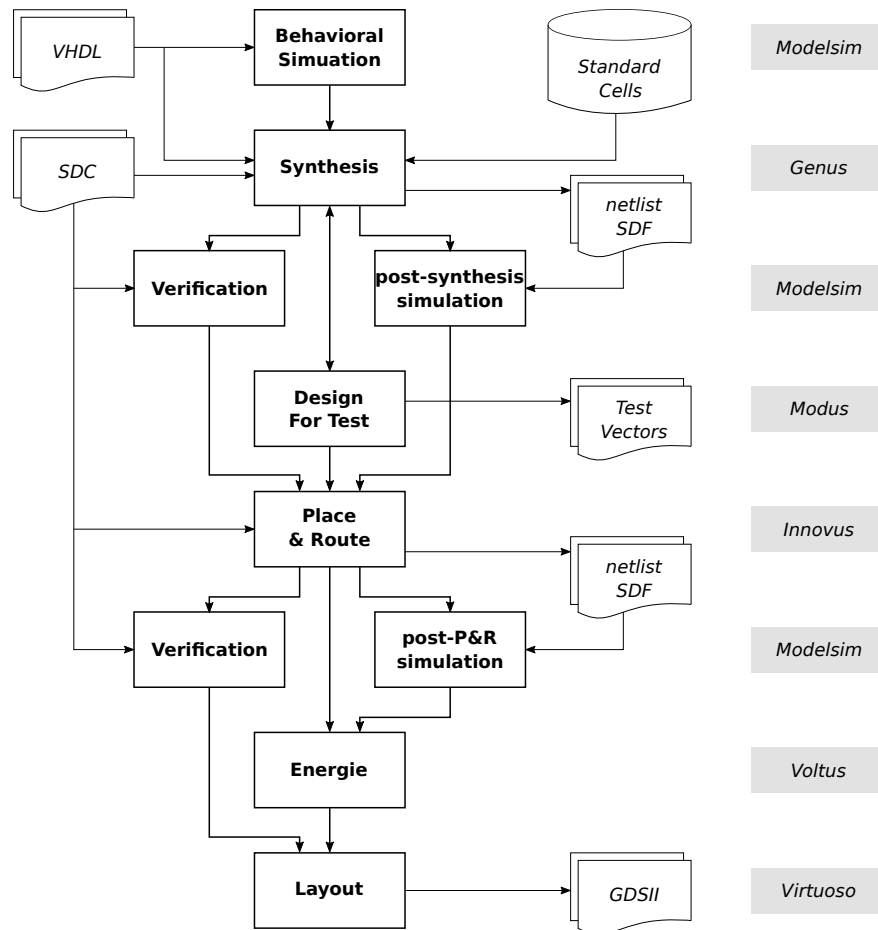 VHDL
Behavioral
Simuation
Standard
Cells
Modelsim
SDC
Synthesis
Genus
netlist
SDF
Verification
post-synthesis
simulation
Modelsim
Design
For Test
Test
Vectors
Modus
Place
& Route
Innovus
netlist
SDF
Verification
post-P&R
simulation
Modelsim
Energie
Voltus
Layout
GDSII
Virtuoso